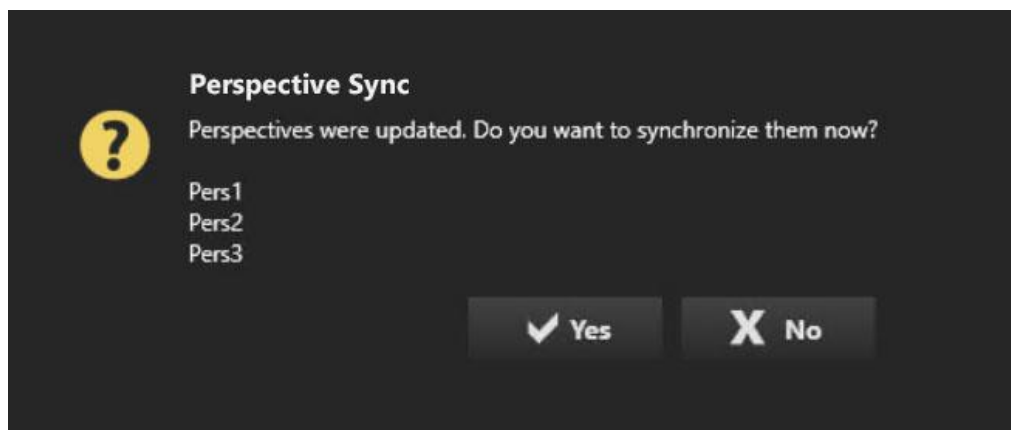 Perspective Sync
Perspectives were updated. Do you want to synchronize them now?
Pers1
Pers2
Pers3
Yes
No